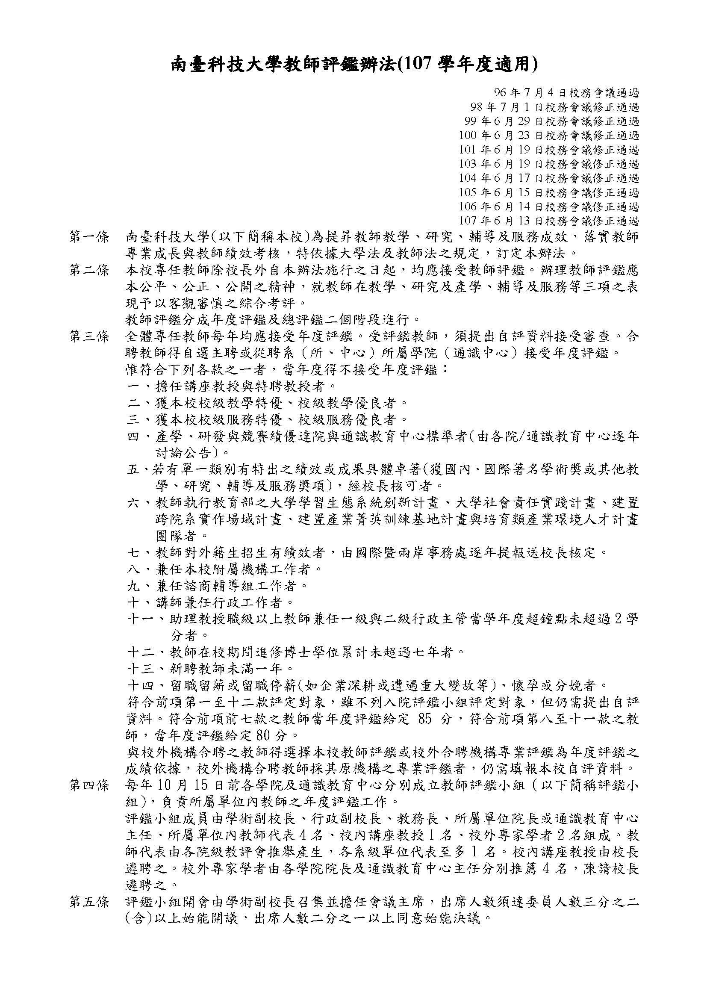 南臺科技大學教師評鑑辦法(107 學年度適用)
96 年 7 月 4 日校務會議通過
98 年 7 月 1 日校務會議修正通過
99 年 6 月 29 日校務會議修正通過
100 年 6 月 23 日校務會議修正通過
101 年 6 月 19 日校務會議修正通過
103 年 6 月 19 日校務會議修正通過
104 年 6 月 17 日校務會議修正通過
105 年 6 月 15 日校務會議修正通過
106 年 6 月 14 日校務會議修正通過
107 年 6 月 13 日校務會議修正通過
第一條 南臺科技大學(以下簡稱本校)為提昇教師教學、研究、輔導及服務成效，落實教師
專業成長與教師績效考核，特依據大學法及教師法之規定，訂定本辦法。
第二條 本校專任教師除校長外自本辦法施行之日起，均應接受教師評鑑。辦理教師評鑑應
本公平、公正、公開之精神，就教師在教學、研究及產學、輔導及服務等三項之表
現予以客觀審慎之綜合考評。
教師評鑑分成年度評鑑及總評鑑二個階段進行。
第三條 全體專任教師每年均應接受年度評鑑。受評鑑教師，須提出自評資料接受審查。合
聘教師得自選主聘或從聘系（所、中心）所屬學院（通識中心）接受年度評鑑。
惟符合下列各款之一者，當年度得不接受年度評鑑：
一、擔任講座教授與特聘教授者。
二、獲本校校級教學特優、校級教學優良者。
三、獲本校校級服務特優、校級服務優良者。
四、產學、研發與競賽績優達院與通識教育中心標準者(由各院/通識教育中心逐年
討論公告)。
五、若有單一類別有特出之績效或成果具體卓著(獲國內、國際著名學術獎或其他教
學、研究、輔導及服務獎項)，經校長核可者。
六、教師執行教育部之大學學習生態系統創新計畫、大學社會責任實踐計畫、建置
跨院系實作場域計畫、建置產業菁英訓練基地計畫與培育類產業環境人才計畫
團隊者。
七、教師對外籍生招生有績效者，由國際暨兩岸事務處逐年提報送校長核定。
八、兼任本校附屬機構工作者。
九、兼任諮商輔導組工作者。
十、講師兼任行政工作者。
十一、助理教授職級以上教師兼任一級與二級行政主管當學年度超鐘點未超過 2 學
分者。
十二、教師在校期間進修博士學位累計未超過七年者。
十三、新聘教師未滿一年。
十四、留職留薪或留職停薪(如企業深耕或遭遇重大變故等)、懷孕或分娩者。
符合前項第一至十二款評定對象，雖不列入院評鑑小組評定對象，但仍需提出自評
資料。符合前項前七款之教師當年度評鑑給定 85 分，符合前項第八至十一款之教
師，當年度評鑑給定 80 分。
與校外機構合聘之教師得選擇本校教師評鑑或校外合聘機構專業評鑑為年度評鑑之
成績依據，校外機構合聘教師採其原機構之專業評鑑者，仍需填報本校自評資料。
第四條 每年 10 月 15 日前各學院及通識教育中心分別成立教師評鑑小組（以下簡稱評鑑小
組），負責所屬單位內教師之年度評鑑工作。
評鑑小組成員由學術副校長、行政副校長、教務長、所屬單位院長或通識教育中心
主任、所屬單位內教師代表 4 名、校內講座教授 1 名、校外專家學者 2 名組成。教
師代表由各院級教評會推舉產生，各系級單位代表至多 1 名。校內講座教授由校長
遴聘之。校外專家學者由各學院院長及通識教育中心主任分別推薦 4 名，陳請校長
遴聘之。
第五條 評鑑小組開會由學術副校長召集並擔任會議主席，出席人數須達委員人數三分之二
(含)以上始能開議，出席人數二分之一以上同意始能決議。